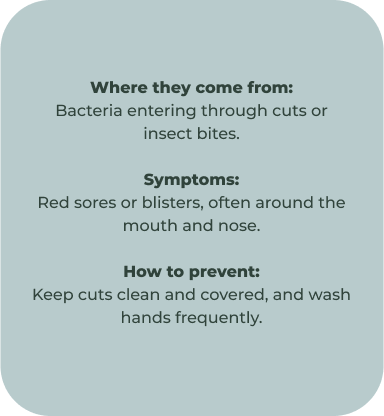 Where they come from:
Bacteria entering through cuts or
insect bites.
Symptoms:
Red sores or blisters, often around the
mouth and nose.
How to prevent:
Keep cuts clean and covered, and wash
hands frequently.